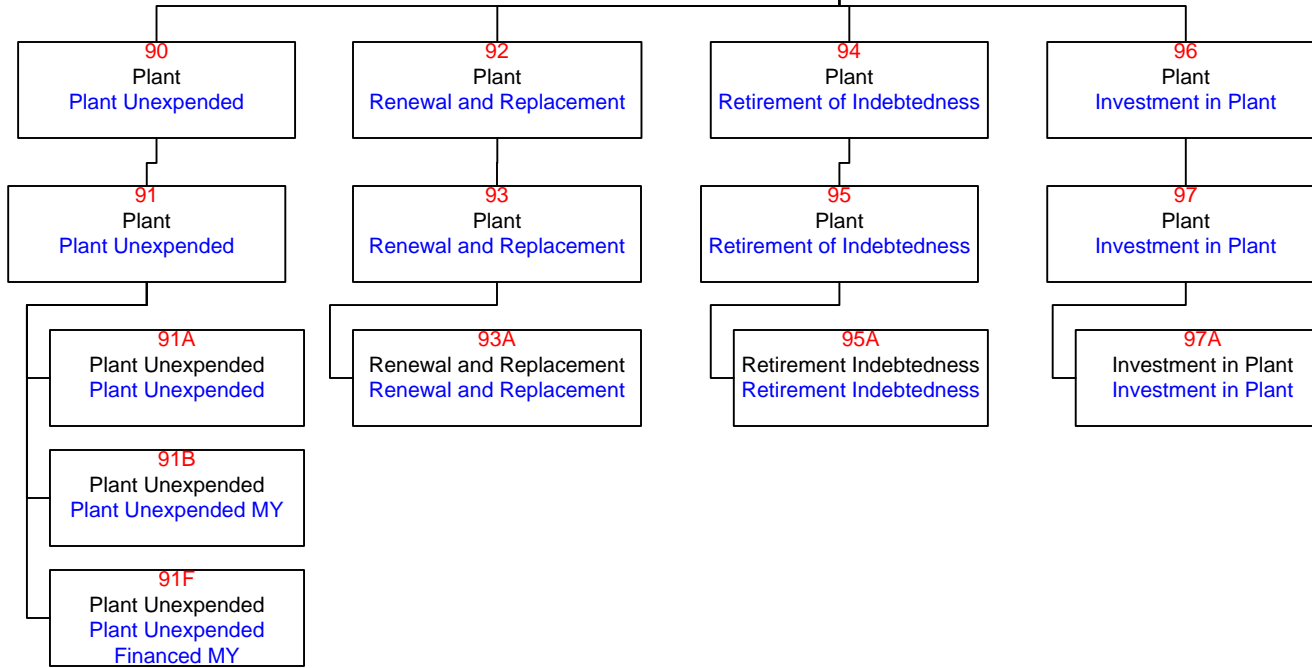 90
Plant
Plant Unexpended
92
Plant
Renewal and Replacement
94
Plant
Retirement of Indebtedness
96
Plant
Investment in Plant
91
Plant
Plant Unexpended
93
Plant
Renewal and Replacement
95
Plant
Retirement of Indebtedness
97
Plant
Investment in Plant
91A
Plant Unexpended
Plant Unexpended
93A
Renewal and Replacement
Renewal and Replacement
95A
Retirement Indebtedness
Retirement Indebtedness
97A
Investment in Plant
Investment in Plant
91B
Plant Unexpended
Plant Unexpended MY
91F
Plant Unexpended
Plant Unexpended
Financed MY